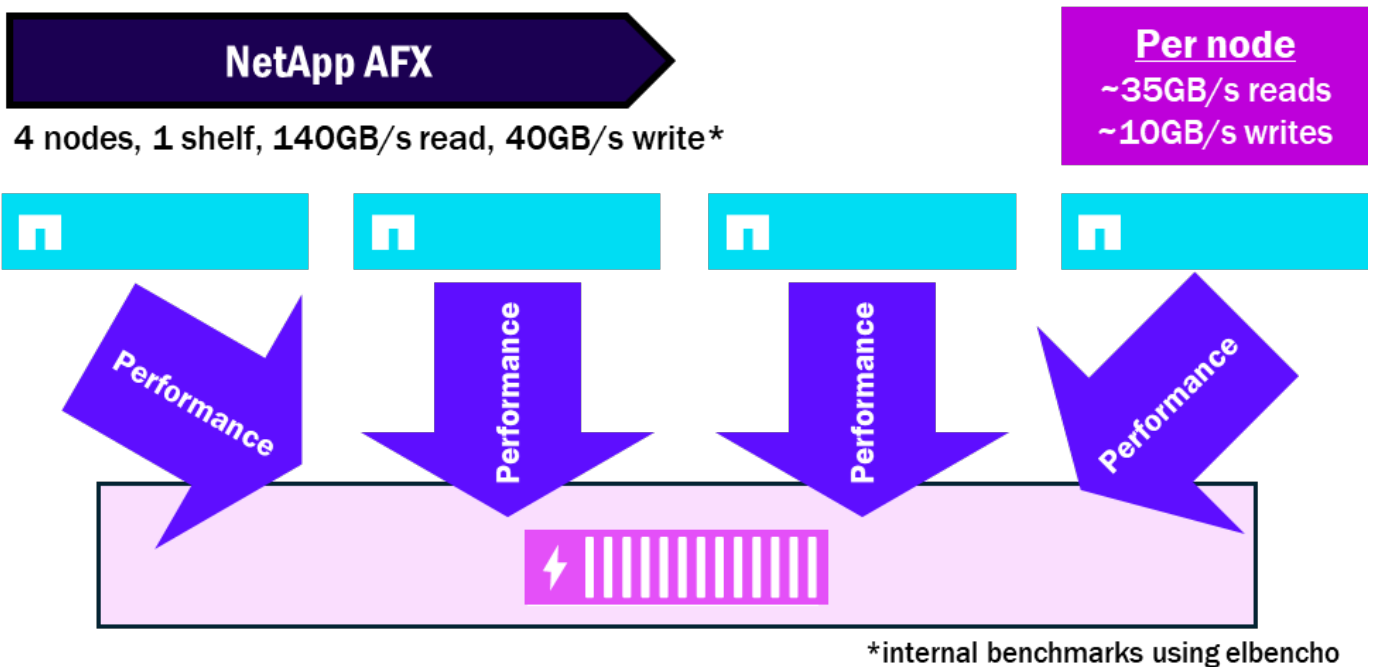 NetApp AFX
4 nodes, 1 shelf, 140GB/s read, 40GB/s write*
Per node
~35GB/s reads
~10GB/s writes
Performance
Performance
Performance
Performance
*internal benchmarks using elbencho